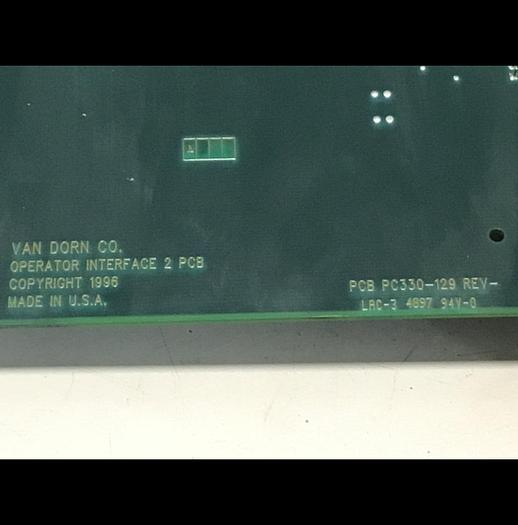 VAN DORN CO.
OPERATOR INTERFACE 2 PCB
COPYRIGHT 1996
MADE IN U.S.A.
PCB PC330-129 REV-
LRC-3 4897 94V-0